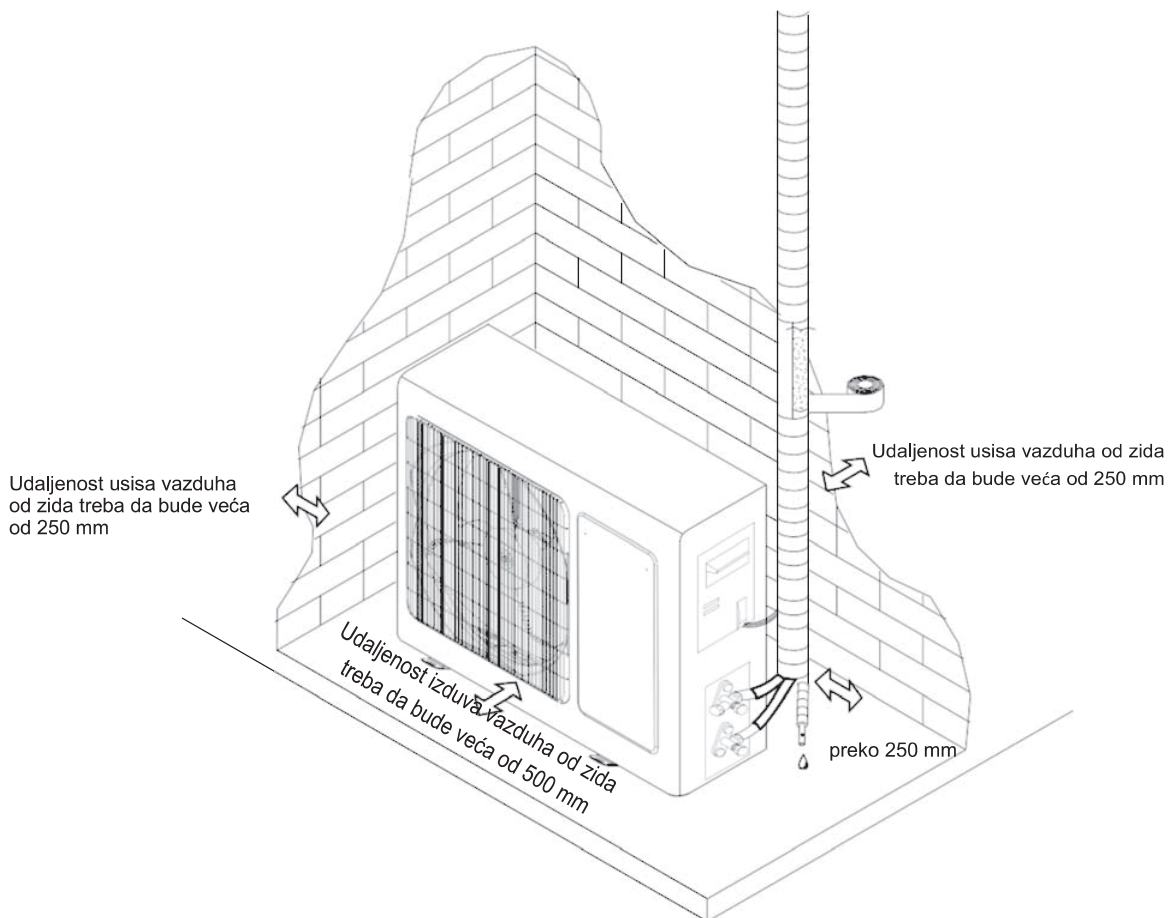 Udaljenost usisa vazduha
od zida treba da bude veća
od 250 mm
Udaljenost usisa vazduha od zida
treba da bude veća od 250 mm
Udaljenost izduva vazduha od zida
treba da bude veća od 500 mm
preko 250 mm